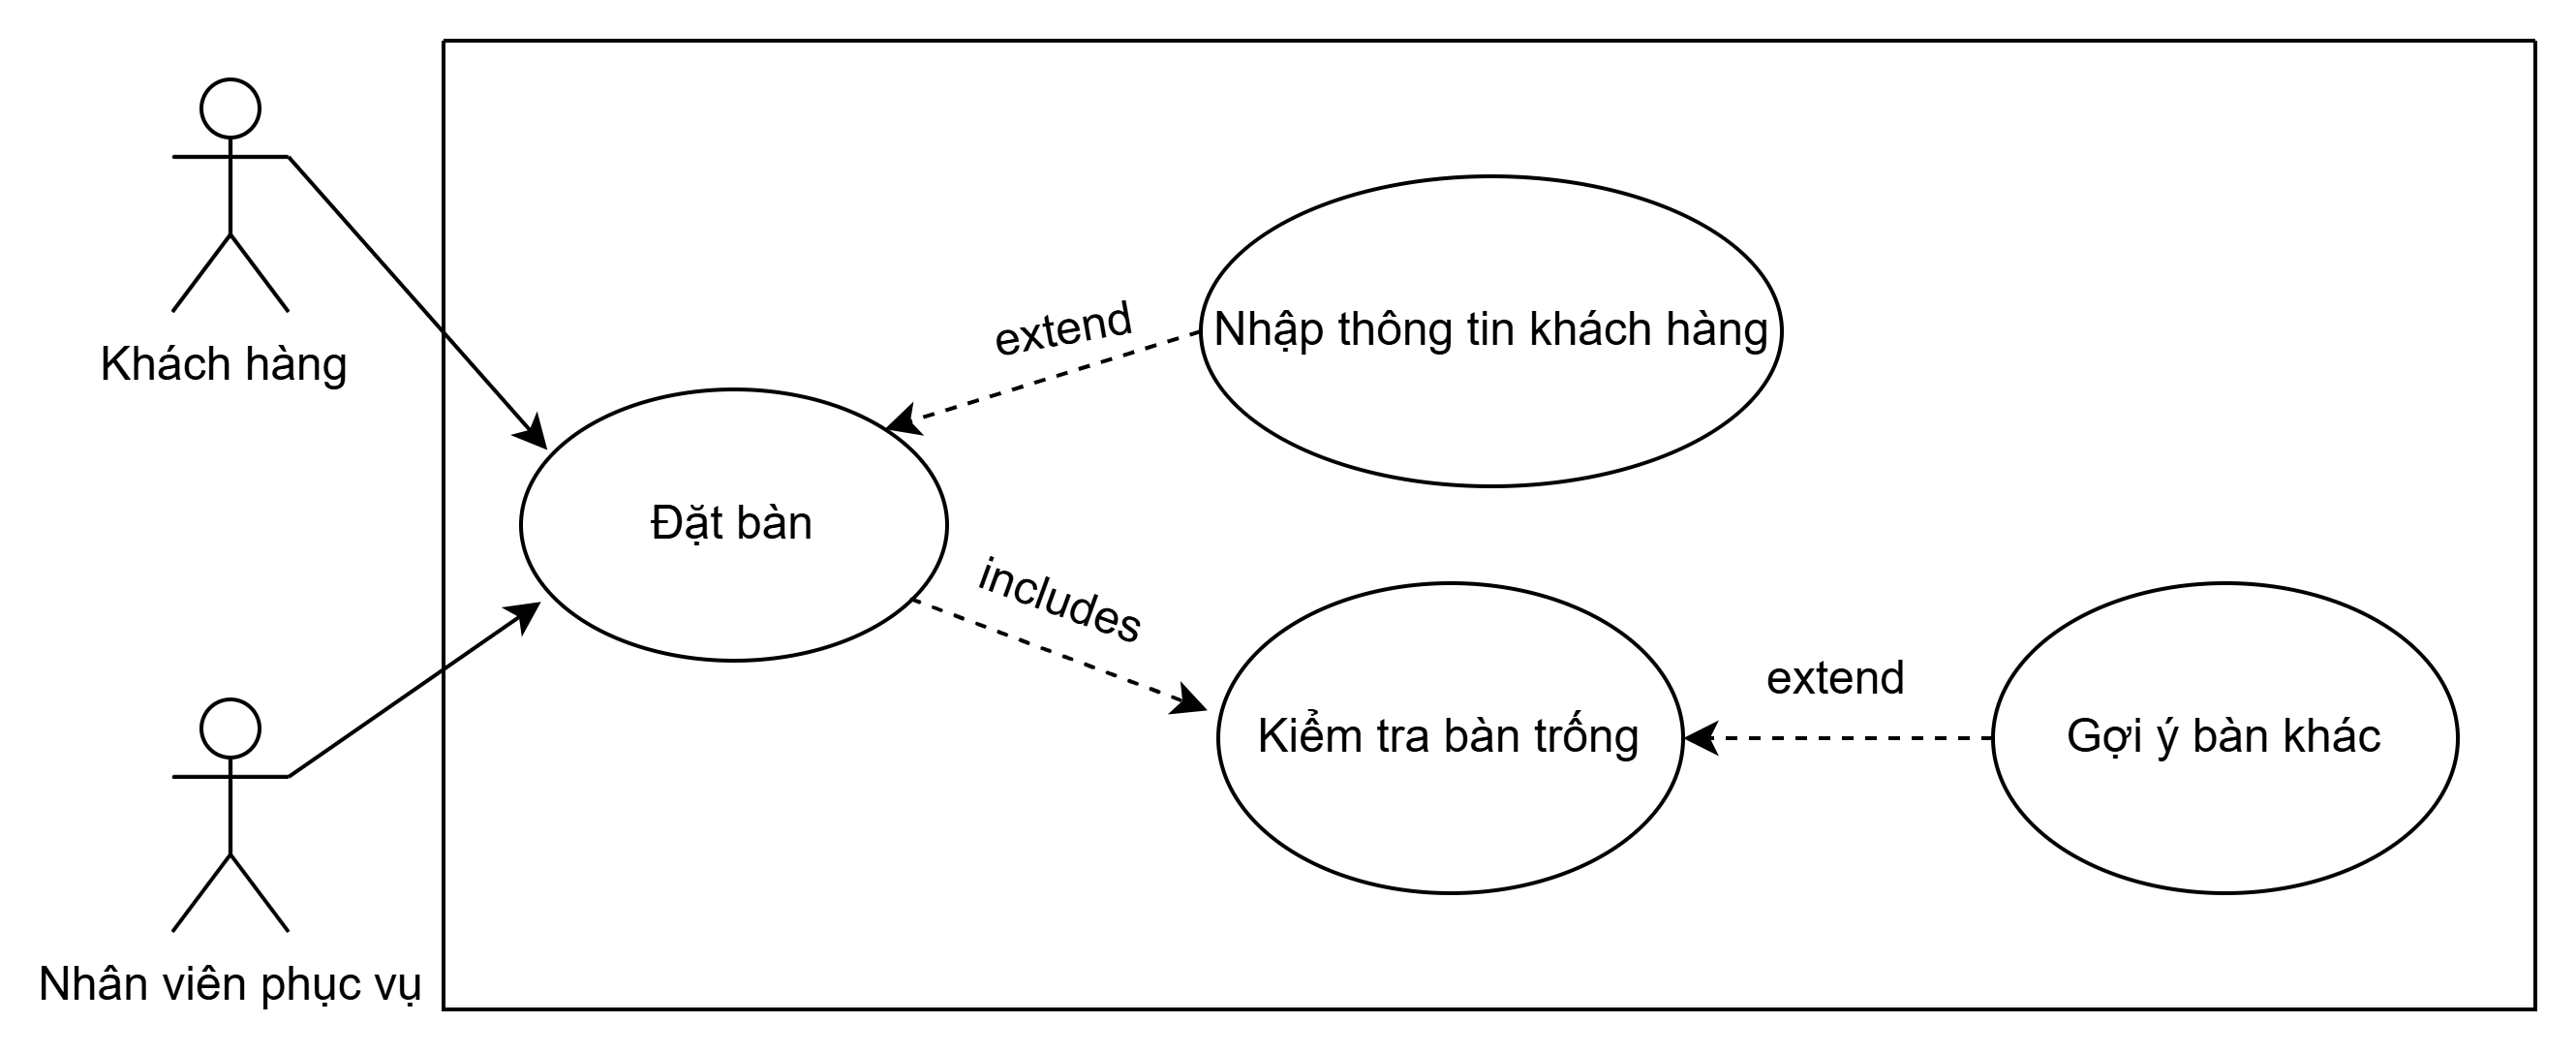 Khách hàng
extend
Nhập thông tin khách hàng
Đặt bàn
includes
Kiểm tra bàn trống
extend
Gợi ý bàn khác
Nhân viên phục vụ